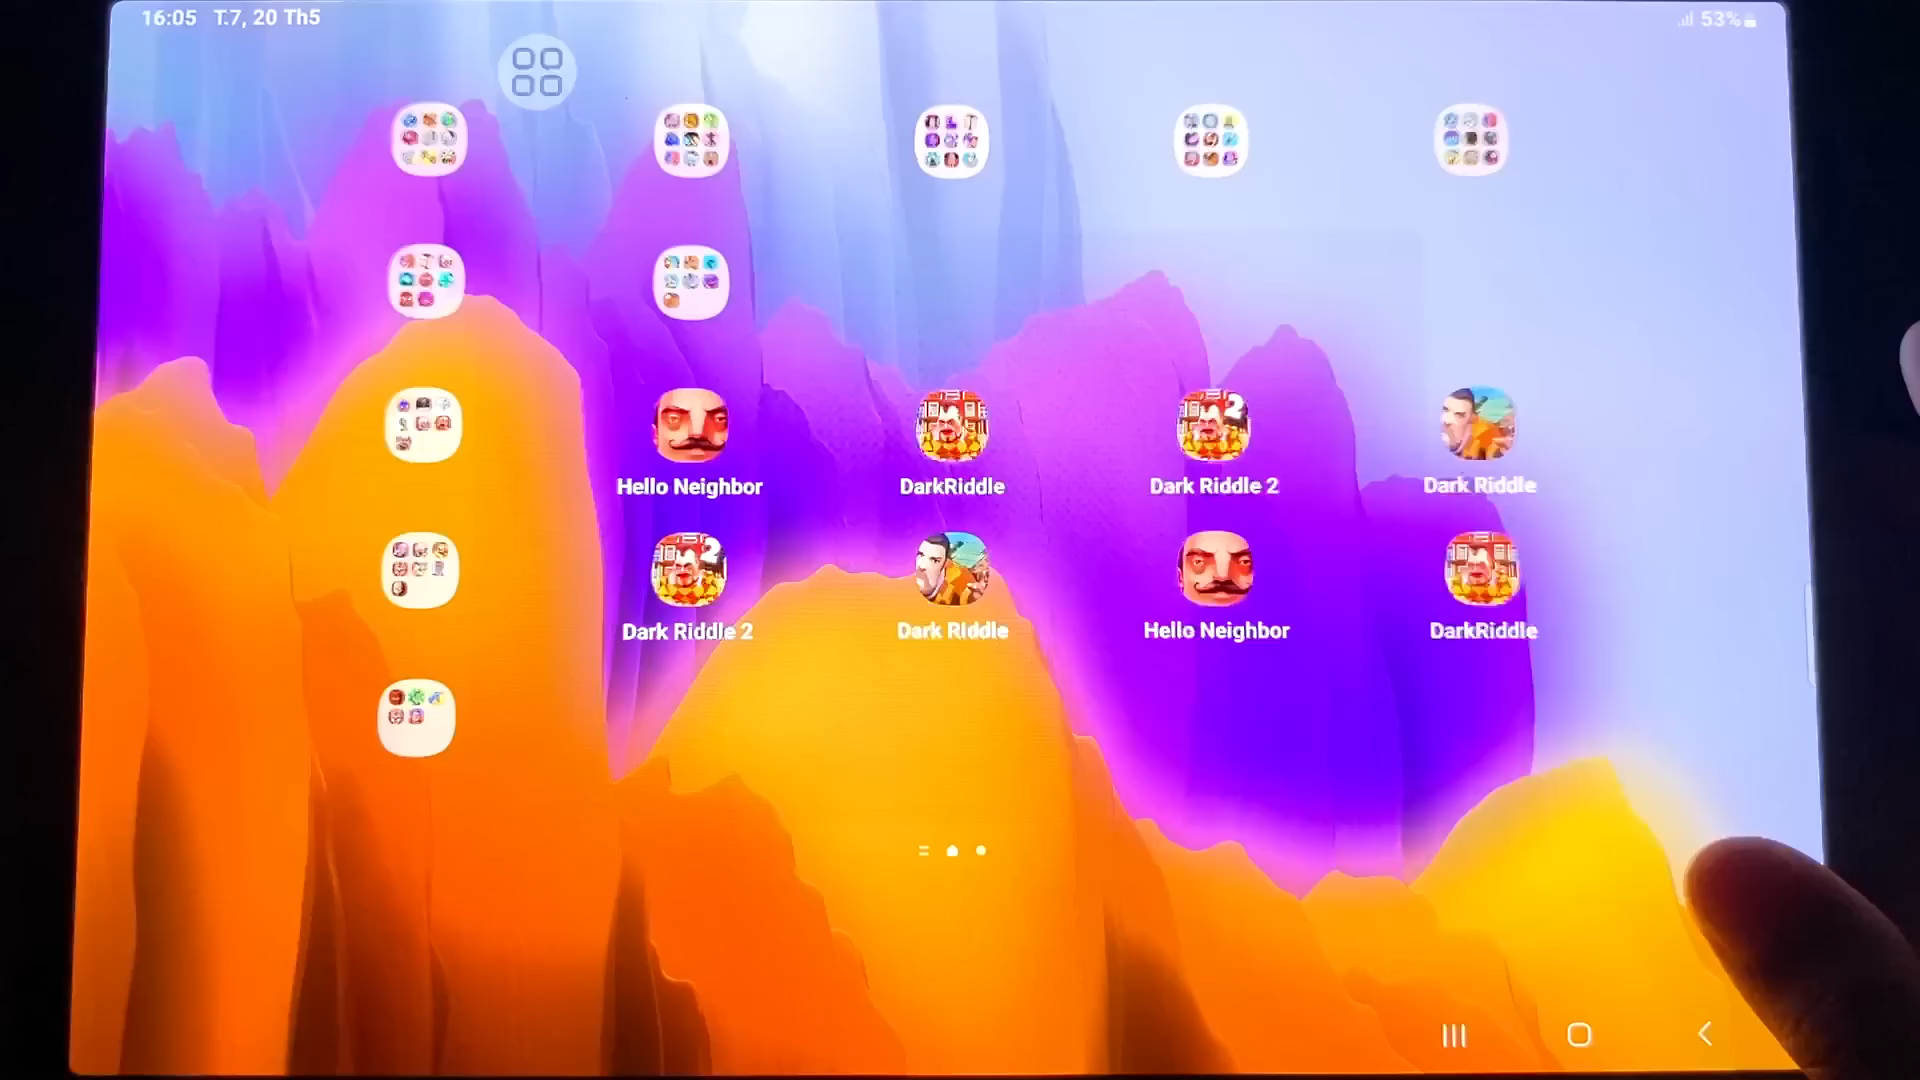 16:05 T.7, 20 Th5
53%
Hello Neighbor
DarkRiddle
Dark Riddle 2
Dark Riddle
Dark Riddle 2
Dark Riddle
Hello Neighbor
DarkRiddle